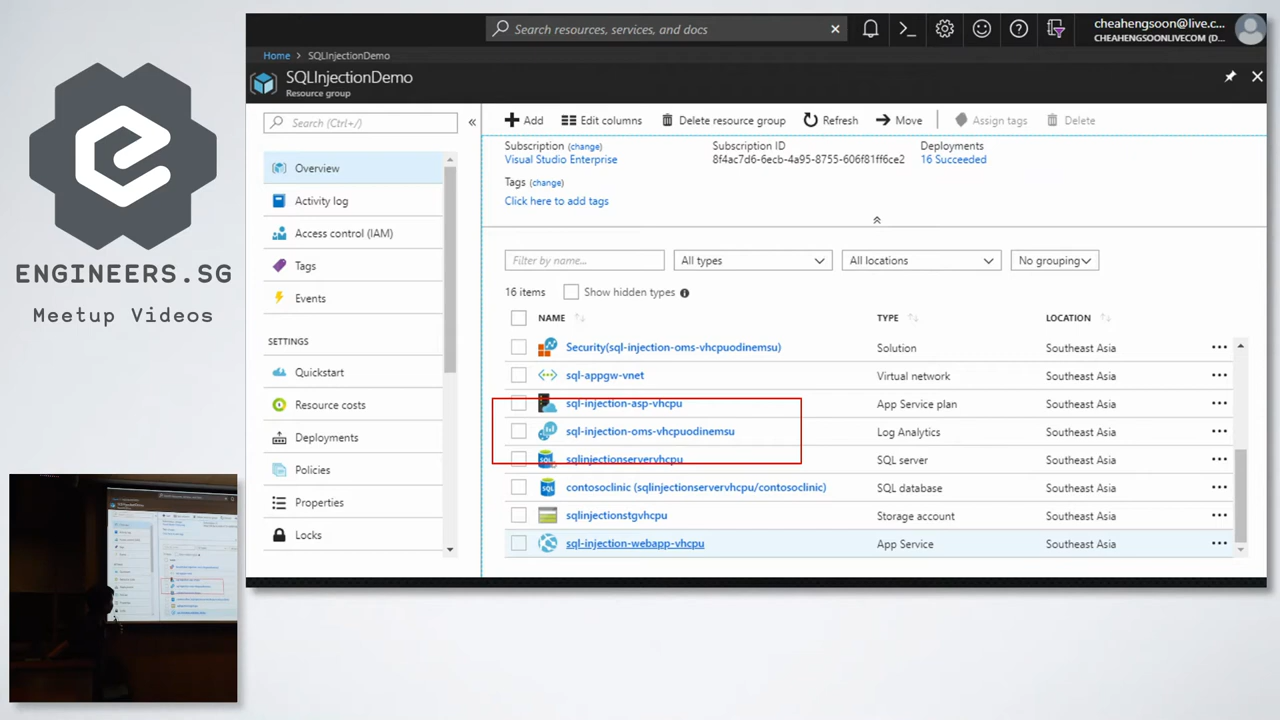 Search resources, services, and docs
cheahengsoon@live.c...
CHEAHENGSOONLIVECOM (D...
Home > SQLInjectionDemo
SQLInjectionDemo
Resource group
Search (Ctrl+/)
Overview
Activity log
Access control (IAM)
Tags
Events
SETTINGS
Quickstart
Resource costs
Deployments
Policies
Properties
Locks
Add
Edit columns
Delete resource group
Refresh
Move
Assign tags
Delete
Subscription (change)
Visual Studio Enterprise
Subscription ID
8f4ac7d6-6ecb-4a95-8755-606f81ff6ce2
Deployments
16 Succeeded
Tags (change)
Click here to add tags
Filter by name...
All types
All locations
No grouping
16 items
Show hidden types
NAME TYPE LOCATION
Security(sql-injection-oms-vhcpuodinemsu) Solution Southeast Asia
sql-appgw-vnet Virtual network Southeast Asia
sql-injection-asp-vhcpu App Service plan Southeast Asia
sql-injection-oms-vhcpuodinemsu Log Analytics Southeast Asia
sqlinjectionservervhcpu SQL server Southeast Asia
contosoclinic (sqlinjectionservervhcpu/contosoclinic) SQL database Southeast Asia
sqlinjectionstgvhcpu Storage account Southeast Asia
sql-injection-webapp-vhcpu App Service Southeast Asia
ENGINEERS.SG
Meetup Videos